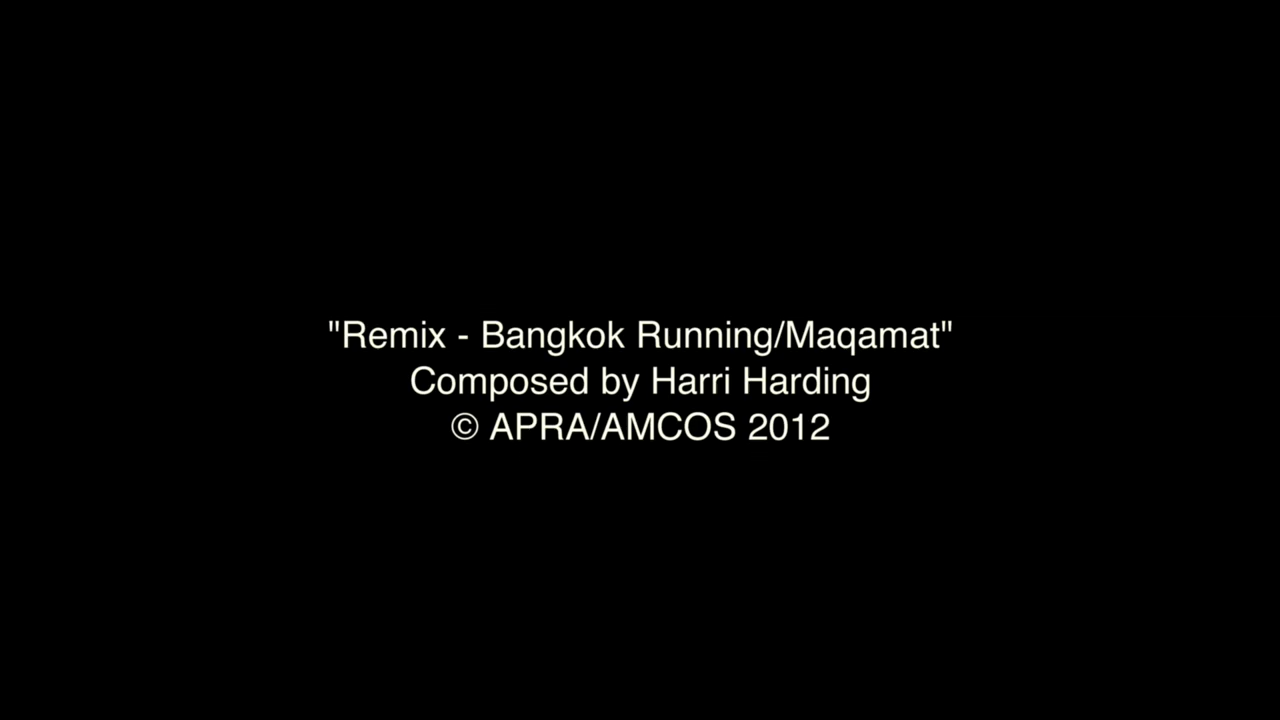 "Remix - Bangkok Running/Maqamat"
Composed by Harri Harding
© APRA/AMCOS 2012